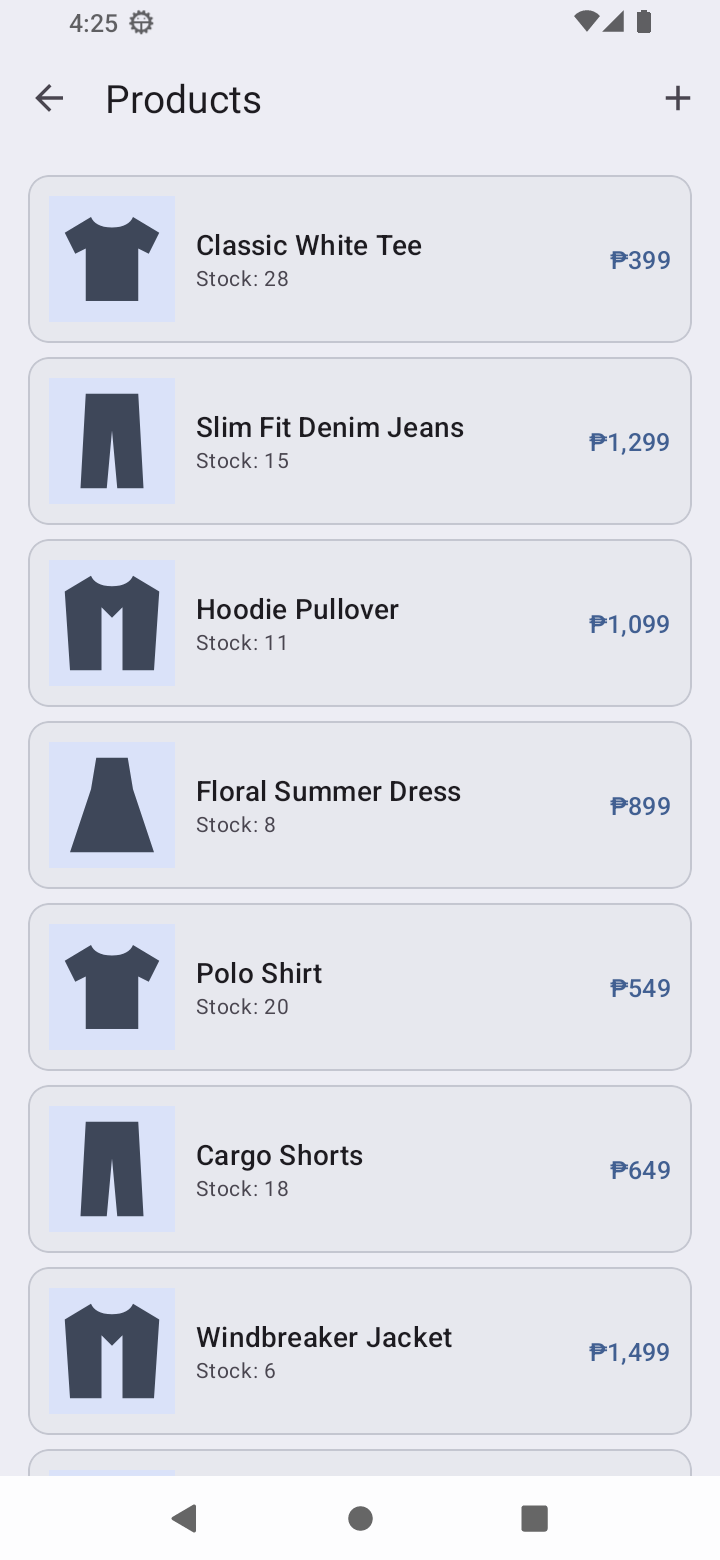 4:25
Products
Classic White Tee
Stock: 28
₱399
Slim Fit Denim Jeans
Stock: 15
₱1,299
Hoodie Pullover
Stock: 11
₱1,099
Floral Summer Dress
Stock: 8
₱899
Polo Shirt
Stock: 20
₱549
Cargo Shorts
Stock: 18
₱649
Windbreaker Jacket
Stock: 6
₱1,499